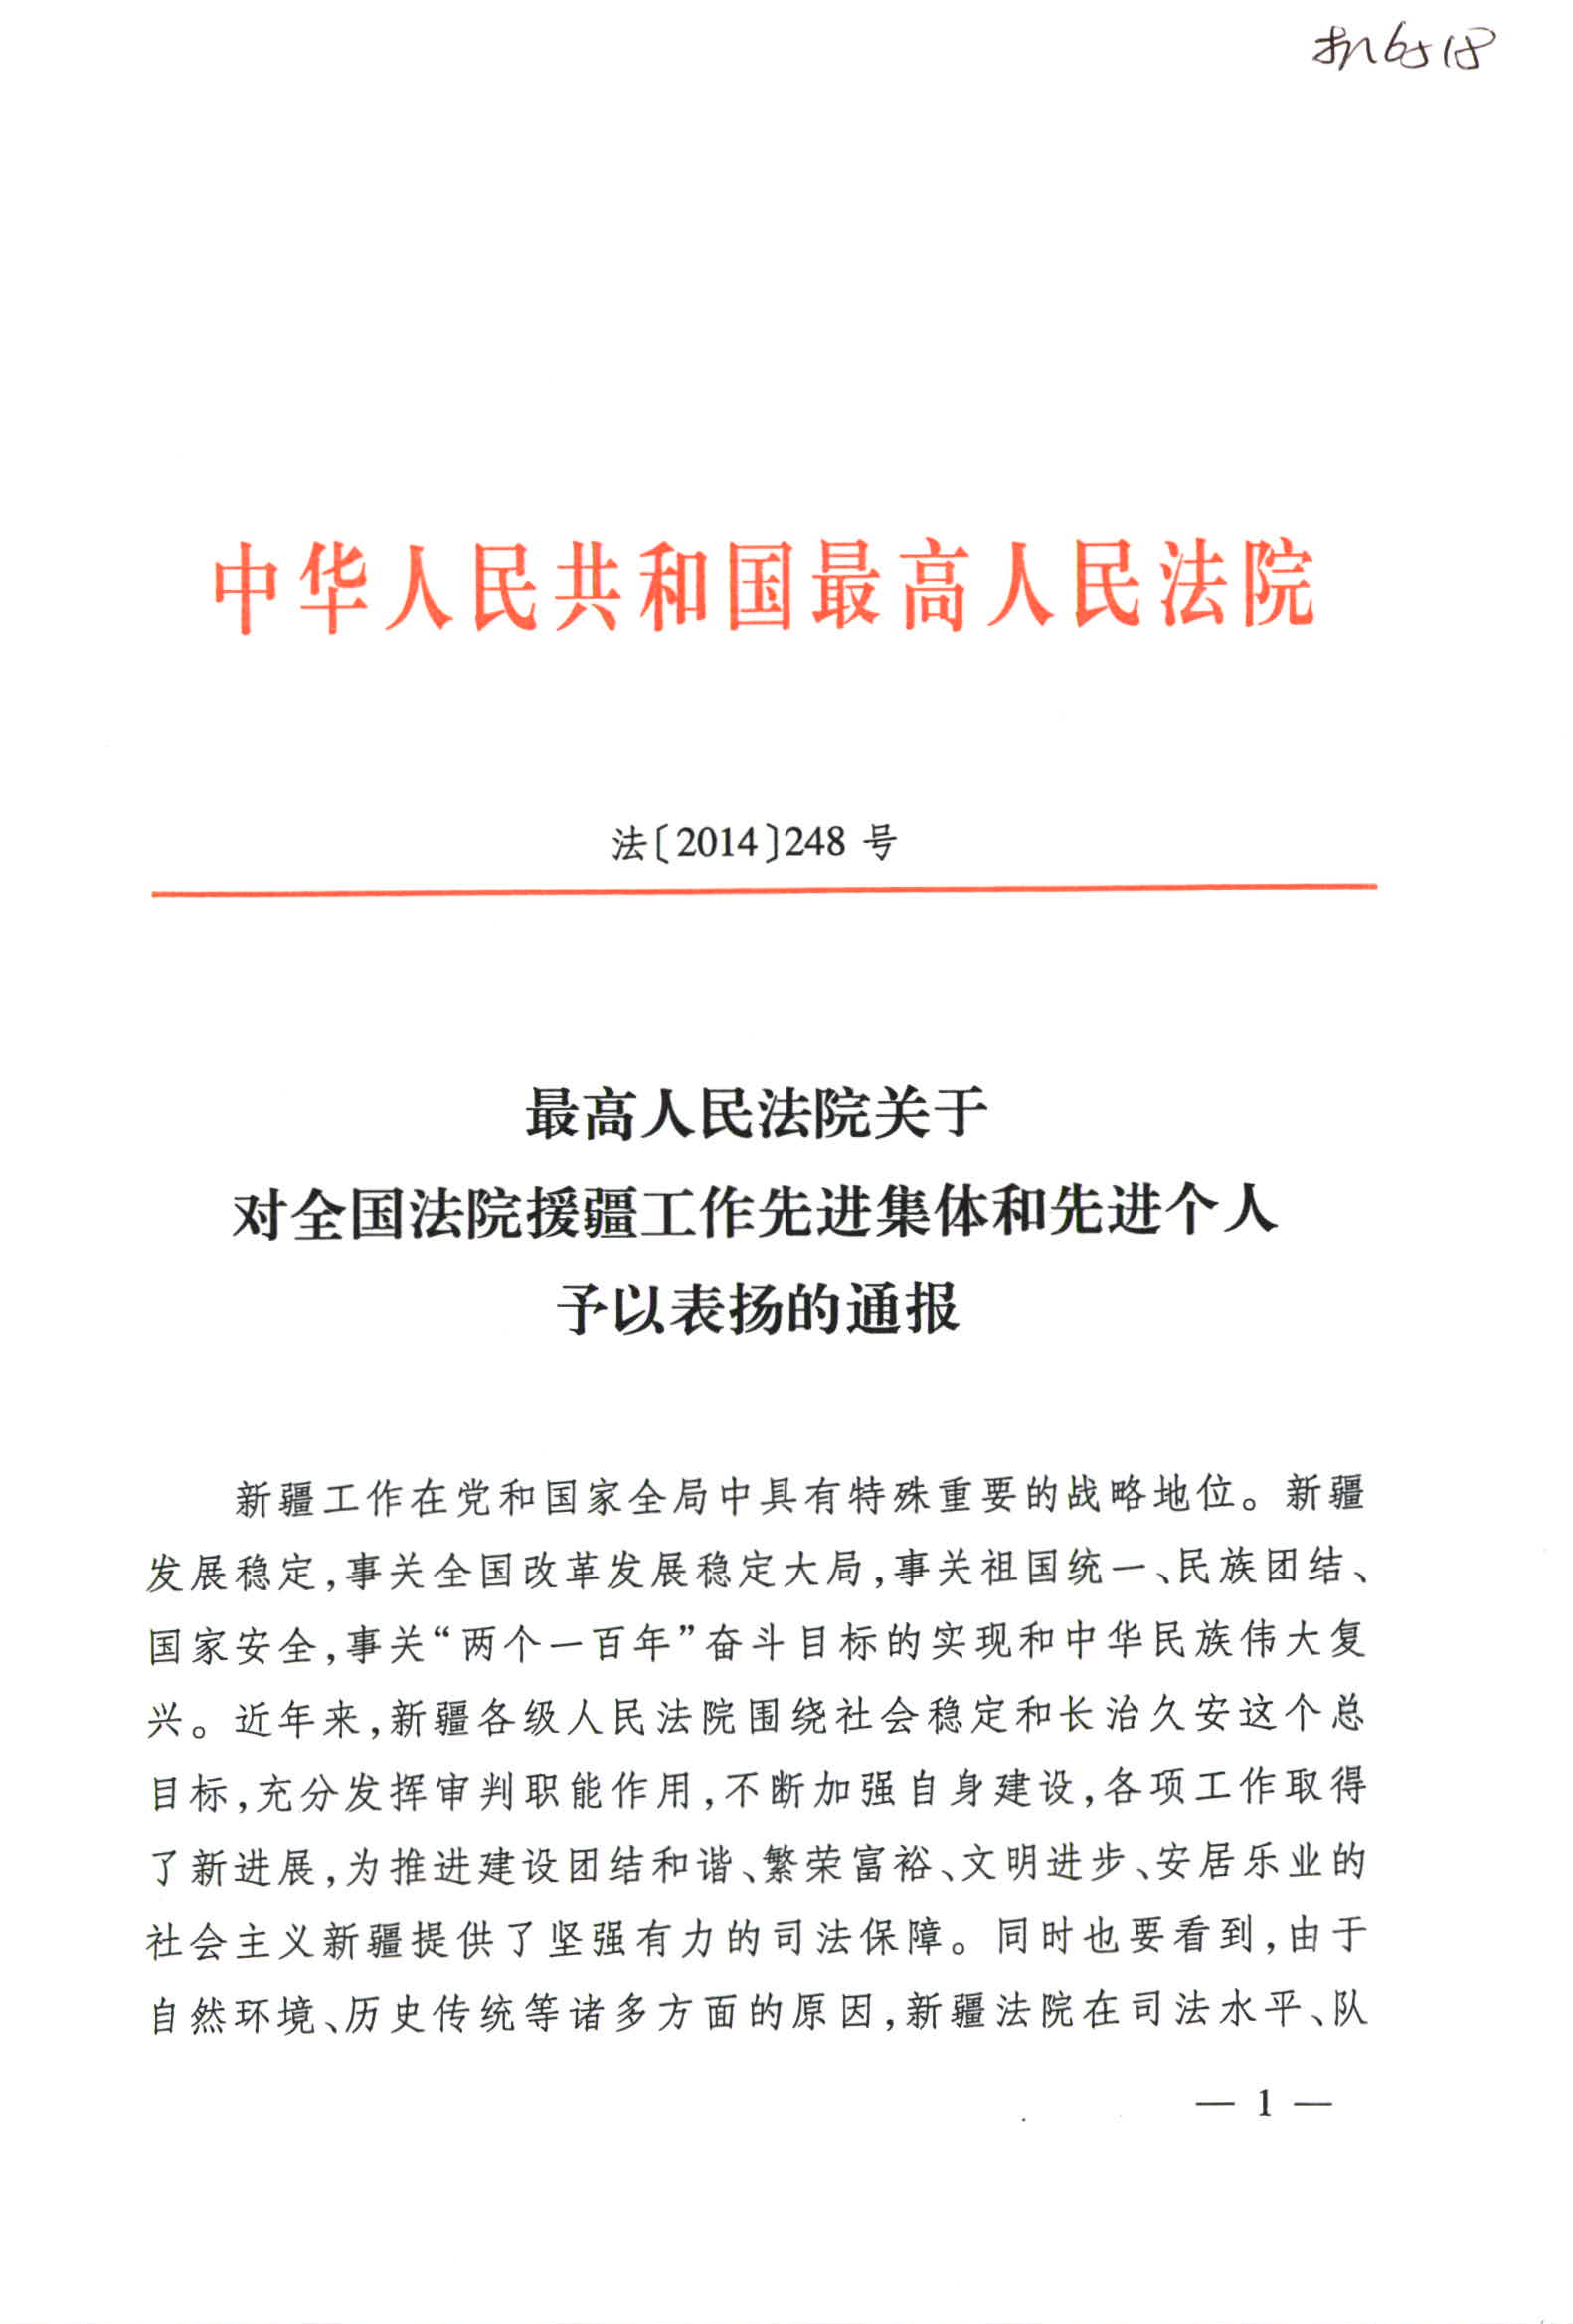 中华人民共和国最高人民法院
法〔2014〕248 号
最高人民法院关于
对全国法院援疆工作先进集体和先进个人
予以表扬的通报
新疆工作在党和国家全局中具有特殊重要的战略地位。新疆
发展稳定,事关全国改革发展稳定大局,事关祖国统一、民族团结、
国家安全,事关“两个一百年”奋斗目标的实现和中华民族伟大复
兴。近年来,新疆各级人民法院围绕社会稳定和长治久安这个总
目标,充分发挥审判职能作用,不断加强自身建设,各项工作取得
了新进展,为推进建设团结和谐、繁荣富裕、文明进步、安居乐业的
社会主义新疆提供了坚强有力的司法保障。同时也要看到,由于
自然环境、历史传统等诸多方面的原因,新疆法院在司法水平、队
— 1 —